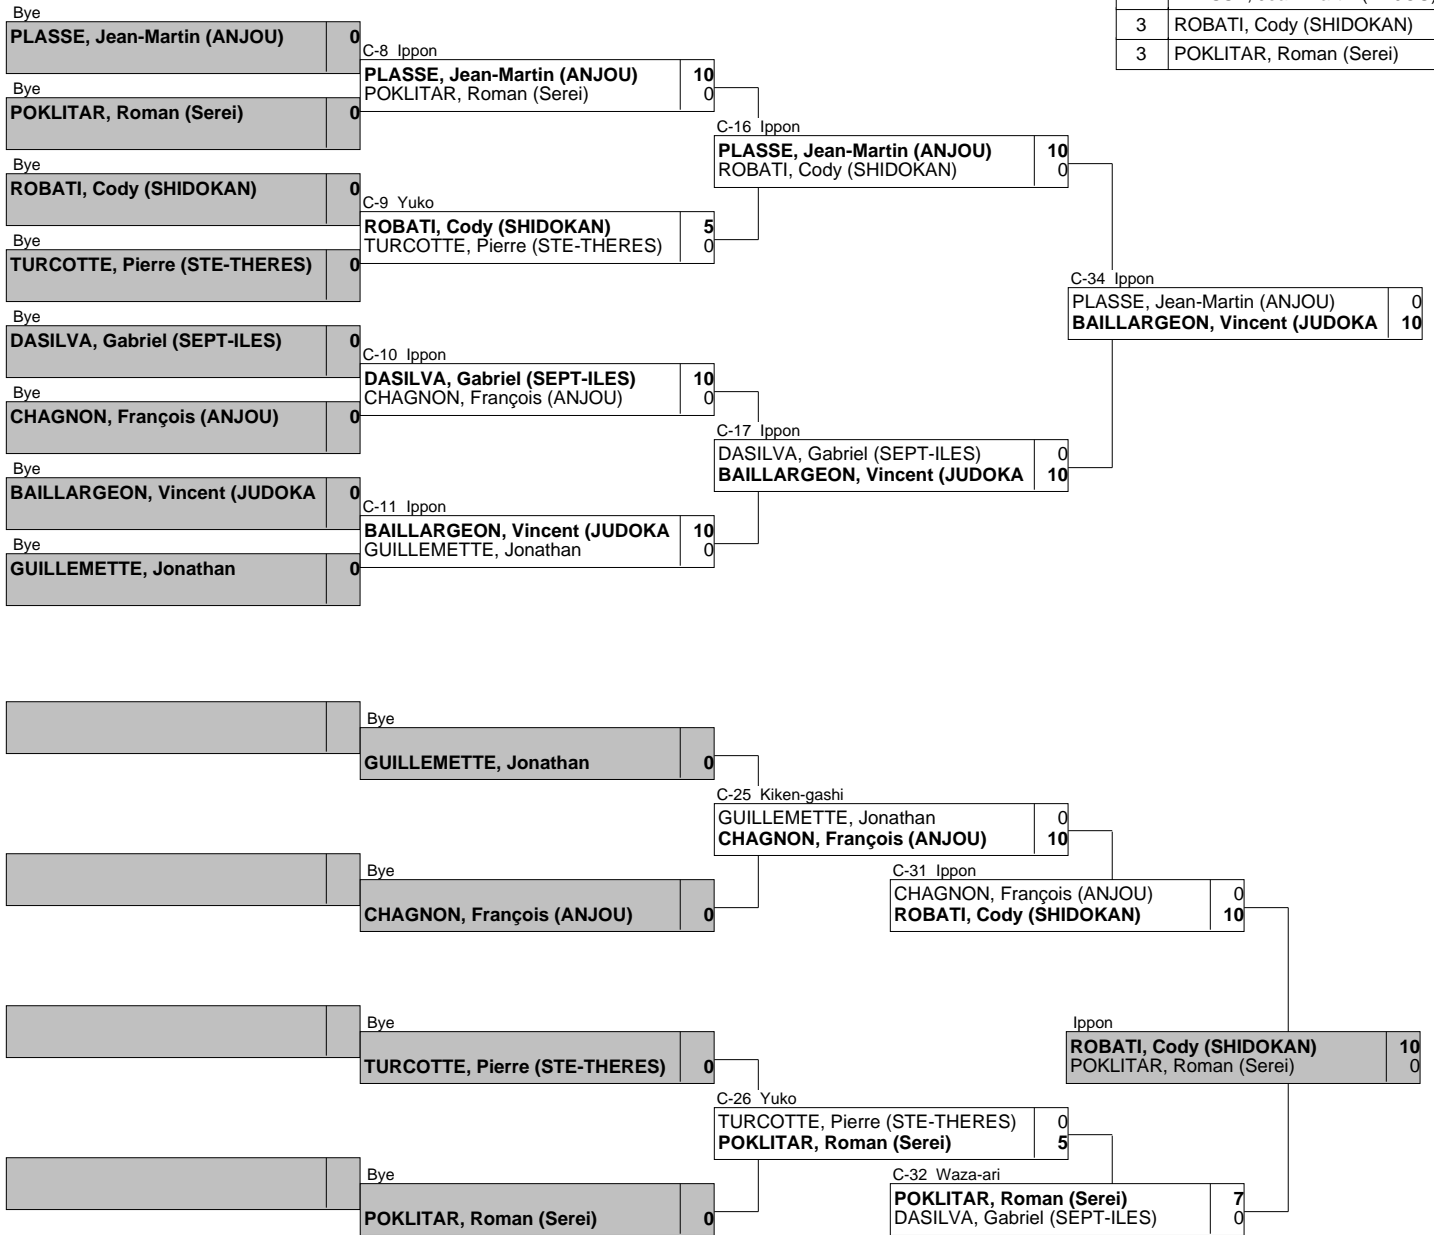 Bye
PLASSE, Jean-Martin (ANJOU) 0
Bye
POKLITAR, Roman (Serei) 0
Bye
ROBATI, Cody (SHIDOKAN) 0
Bye
TURCOTTE, Pierre (STE-THERES) 0
Bye
DASILVA, Gabriel (SEPT-ILES) 0
Bye
CHAGNON, François (ANJOU) 0
Bye
BAILLARGEON, Vincent (JUDOKA 0
Bye
GUILLEMETTE, Jonathan 0
C-8 Ippon
PLASSE, Jean-Martin (ANJOU) 10
POKLITAR, Roman (Serei) 0
C-9 Yuko
ROBATI, Cody (SHIDOKAN) 5
TURCOTTE, Pierre (STE-THERES) 0
C-10 Ippon
DASILVA, Gabriel (SEPT-ILES) 10
CHAGNON, François (ANJOU) 0
C-11 Ippon
BAILLARGEON, Vincent (JUDOKA 10
GUILLEMETTE, Jonathan 0
C-16 Ippon
PLASSE, Jean-Martin (ANJOU) 10
ROBATI, Cody (SHIDOKAN) 0
C-17 Ippon
DASILVA, Gabriel (SEPT-ILES) 0
BAILLARGEON, Vincent (JUDOKA 10
C-34 Ippon
PLASSE, Jean-Martin (ANJOU) 0
BAILLARGEON, Vincent (JUDOKA 10
3 ROBATI, Cody (SHIDOKAN)
3 POKLITAR, Roman (Serei)
Bye
GUILLEMETTE, Jonathan 0
Bye
CHAGNON, François (ANJOU) 0
Bye
TURCOTTE, Pierre (STE-THERES) 0
Bye
POKLITAR, Roman (Serei) 0
C-25 Kiken-gashi
GUILLEMETTE, Jonathan 0
CHAGNON, François (ANJOU) 10
C-26 Yuko
TURCOTTE, Pierre (STE-THERES) 0
POKLITAR, Roman (Serei) 5
C-31 Ippon
CHAGNON, François (ANJOU) 0
ROBATI, Cody (SHIDOKAN) 10
C-32 Waza-ari
POKLITAR, Roman (Serei) 7
DASILVA, Gabriel (SEPT-ILES) 0
Ippon
ROBATI, Cody (SHIDOKAN) 10
POKLITAR, Roman (Serei) 0